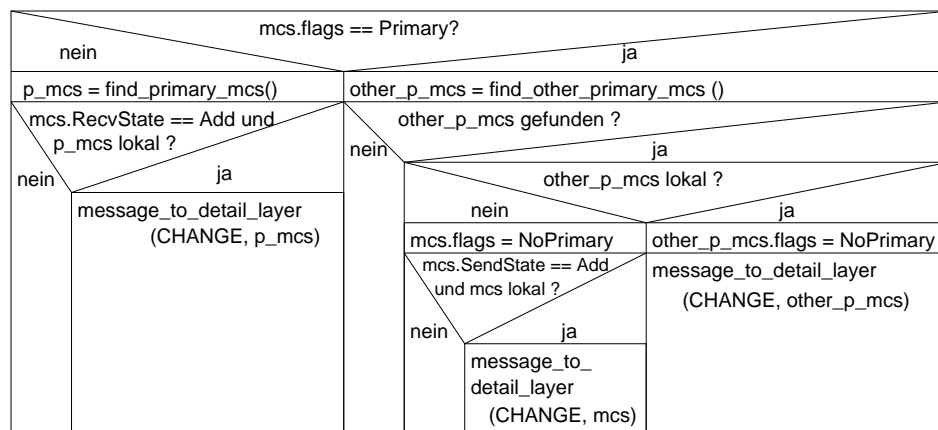 mcs.flags == Primary?
nein
ja
p_mcs = find_primary_mcs()
other_p_mcs = find_other_primary_mcs ()
mcs.RecvState == Add und
p_mcs lokal ?
other_p_mcs gefunden ?
nein
ja
nein
ja
other_p_mcs lokal ?
message_to_detail_layer
(CHANGE, p_mcs)
nein
ja
mcs.flags = NoPrimary
other_p_mcs.flags = NoPrimary
mcs.SendState == Add
und mcs lokal ?
message_to_detail_layer
(CHANGE, other_p_mcs)
nein
ja
message_to_
detail_layer
(CHANGE, mcs)